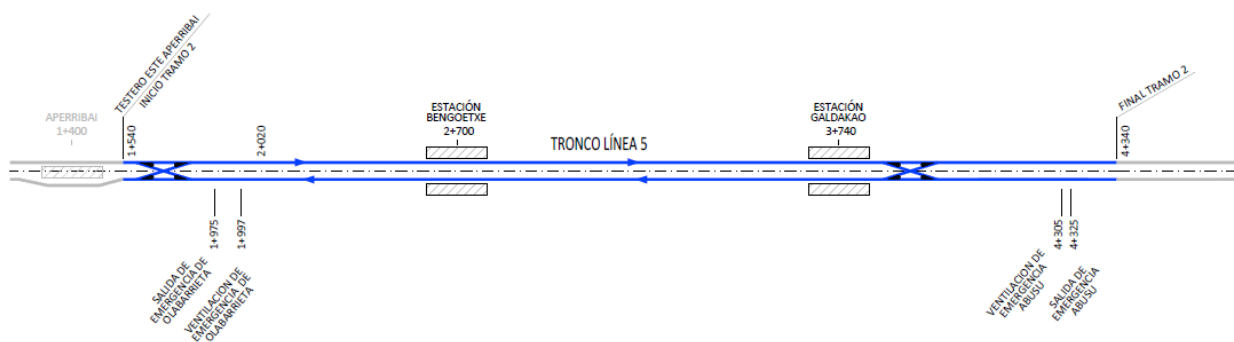 TESTERO ESTE APERRIBAI
INICIO TRAMO 2
FINAL TRAMO 2
APERRIBAI
1+400
1+540
2+020
ESTACIÓN
BENGOETXE
2+700
TRONCO LÍNEA 5
ESTACIÓN
GALDAKAO
3+740
4+340
1+975
1+997
4+305
4+325
SALIDA DE
EMERGENCIA DE
OLABARRIETA
VENTILACION DE
EMERGENCIA DE
OLABARRIETA
VENTILACION DE
EMERGENCIA
ABUSU
SALIDA DE
EMERGENCIA
ABUSU